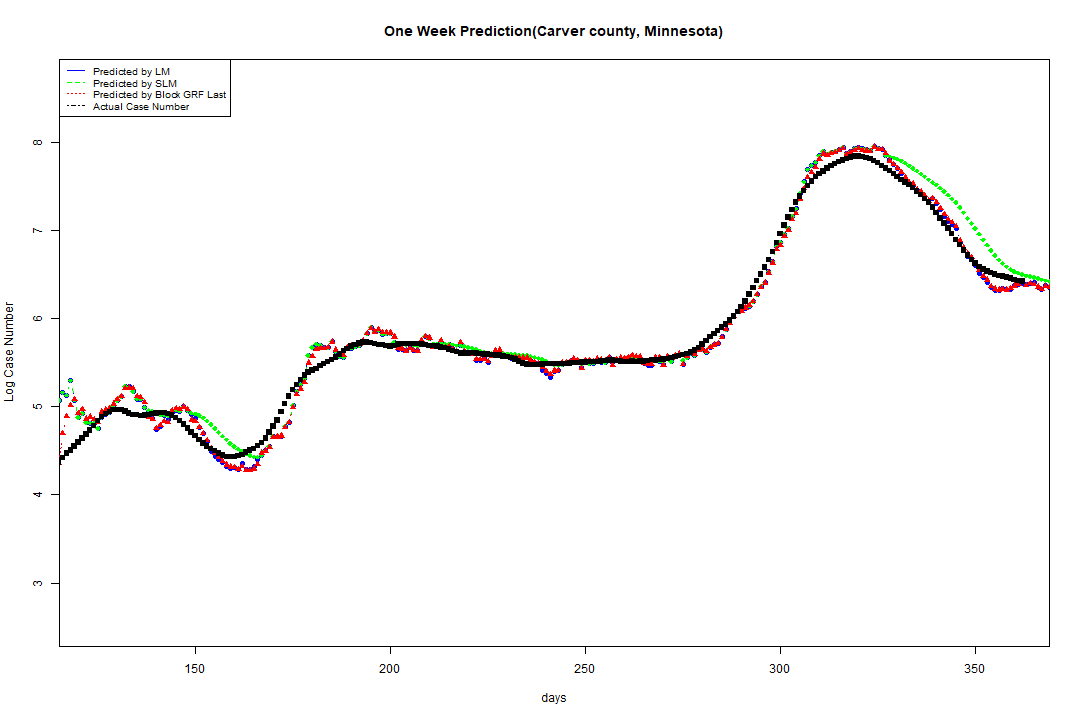 One Week Prediction(Carver county, Minnesota)
Predicted by LM
Predicted by SLM
Predicted by Block GRF Last
Actual Case Number
8
7
6
5
4
3
Log Case Number
150 200 250 300 350
days